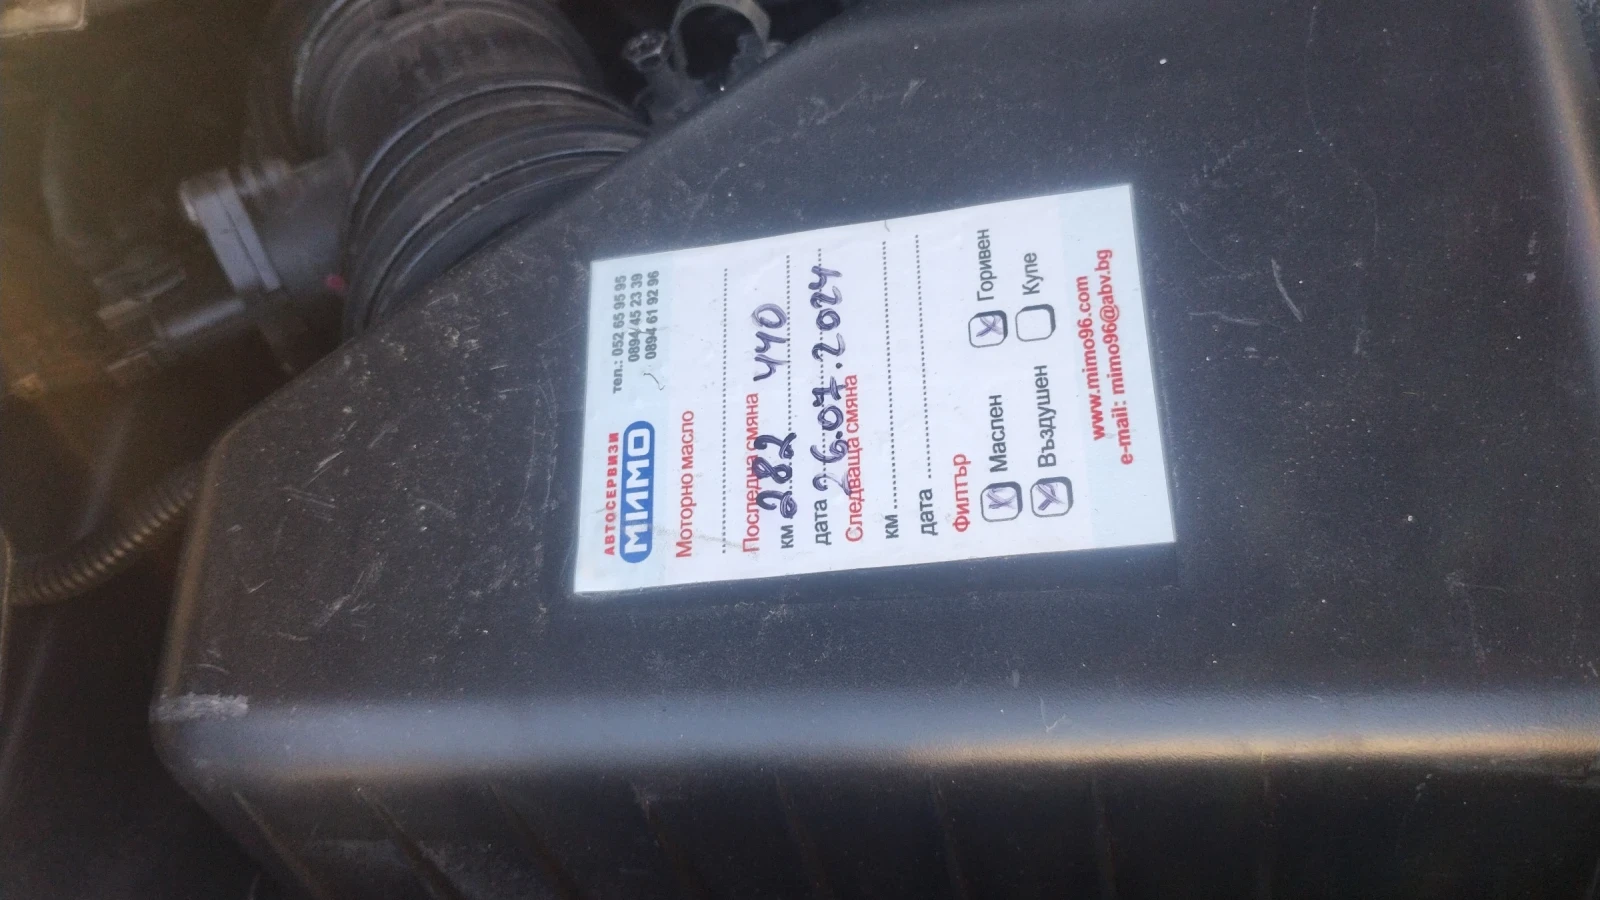 АВТОСЕРВИЗИ
МИМО
тел.: 052 65 95 95
0894 45 23 39
0894 61 92 96
Моторно масло
Последна смяна
км 282 440
дата 26.07.2024
Следваща смяна
км
дата
Филтър
Маслен Горивен
Въздушен Купе
www.mimo96.com
e-mail: mimo96@abv.bg